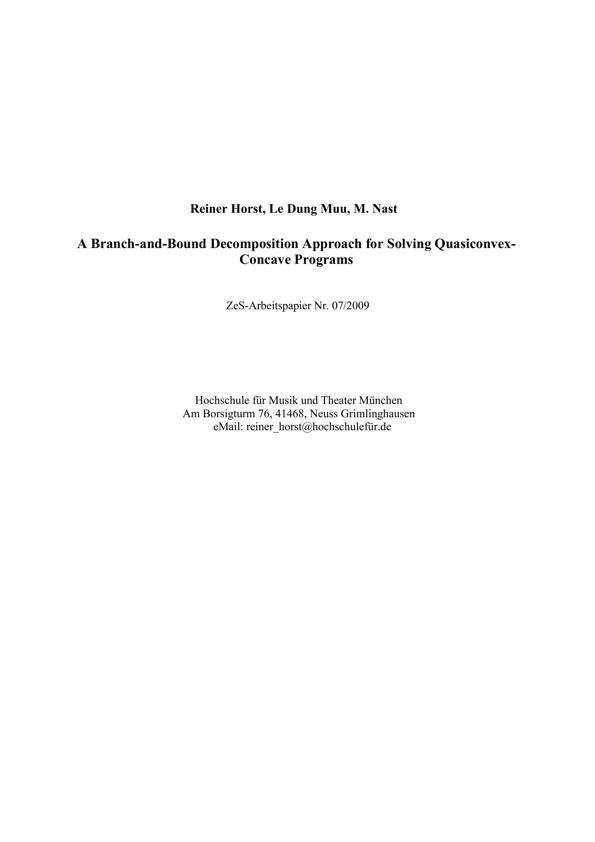 Reiner Horst, Le Dung Muu, M. Nast
A Branch-and-Bound Decomposition Approach for Solving Quasiconvex-
Concave Programs
ZeS-Arbeitspapier Nr. 07/2009
Hochschule für Musik und Theater München
Am Borsigturm 76, 41468, Neuss Grimlinghausen
eMail: reiner_horst@hochschulefür.de